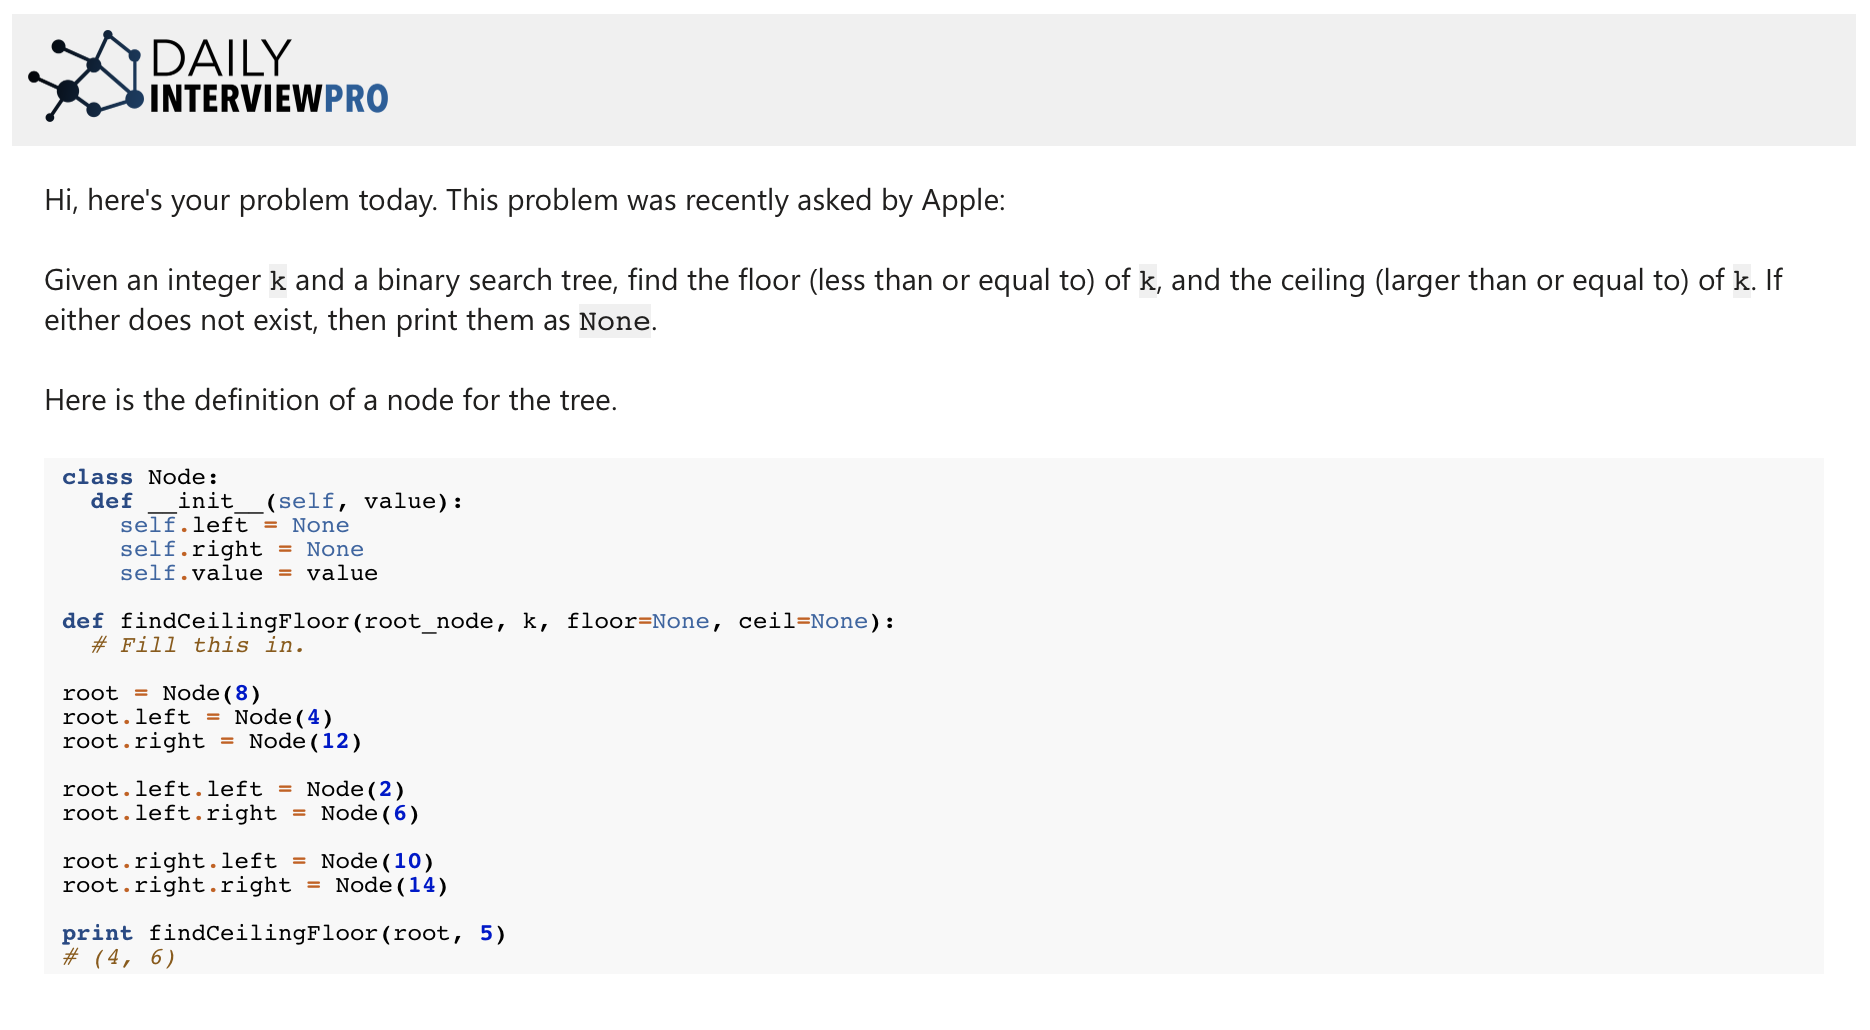 DAILY
INTERVIEWPRO
Hi, here's your problem today. This problem was recently asked by Apple:
Given an integer k and a binary search tree, find the floor (less than or equal to) of k, and the ceiling (larger than or equal to) of k. If
either does not exist, then print them as None.
Here is the definition of a node for the tree.
class Node:
  def __init__(self, value):
    self.left = None
    self.right = None
    self.value = value
def findCeilingFloor(root_node, k, floor=None, ceil=None):
  # Fill this in.
root = Node(8)
root.left = Node(4)
root.right = Node(12)
root.left.left = Node(2)
root.left.right = Node(6)
root.right.left = Node(10)
root.right.right = Node(14)
print findCeilingFloor(root, 5)
# (4, 6)